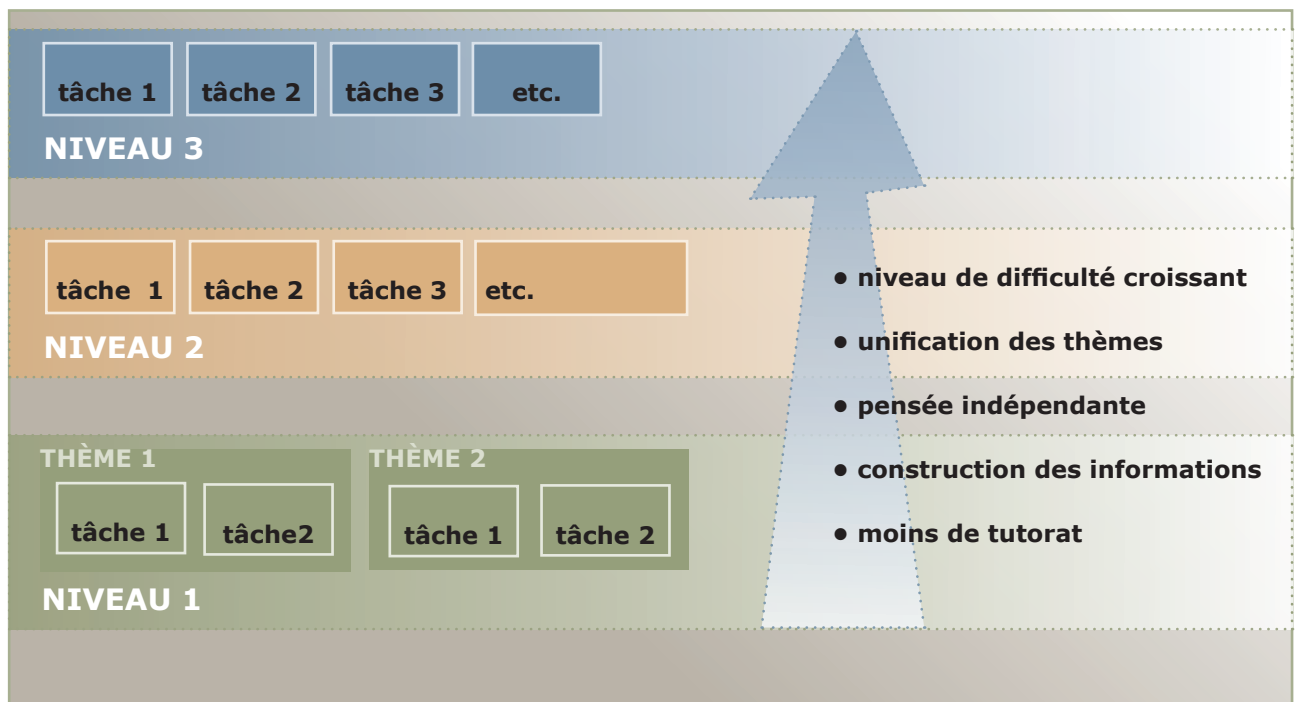 tâche 1 tâche 2 tâche 3 etc.
NIVEAU 3
tâche 1 tâche 2 tâche 3 etc.
NIVEAU 2
• niveau de difficulté croissant
• unification des thèmes
• pensée indépendante
• construction des informations
• moins de tutorat
THÈME 1 THÈME 2
tâche 1 tâche2 tâche 1 tâche 2
NIVEAU 1